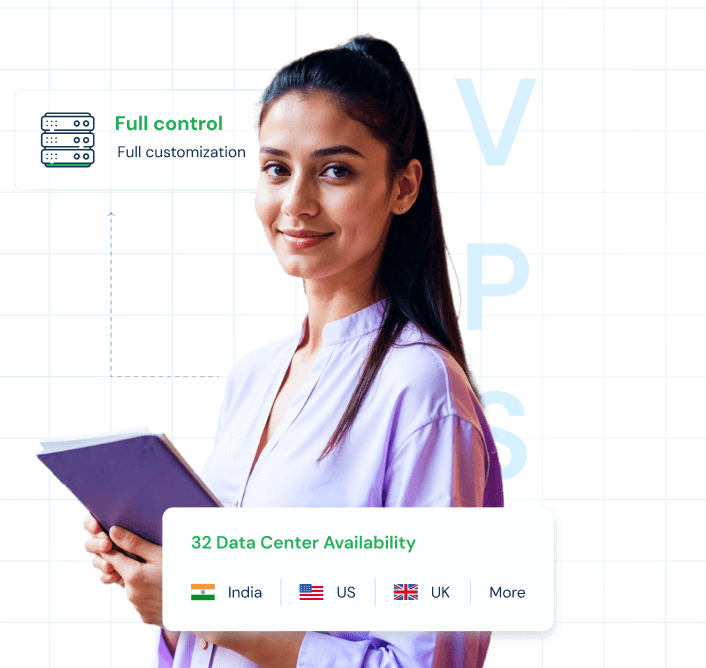 Full control
Full customization
V
P
S
32 Data Center Availability
India US UK More